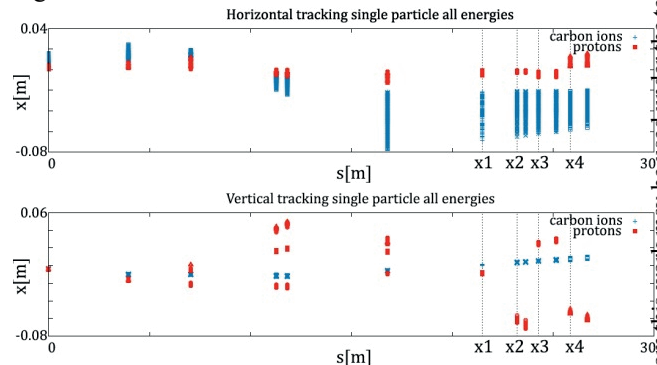 Horizontal tracking single particle all energies
0.04
carbon ions
protons
x[m]
-0.08
0
x1 x2 x3 x4
30
s[m]
Vertical tracking single particle all energies
0.06
carbon ions
protons
x[m]
-0.08
0
x1 x2 x3 x4
30
s[m]